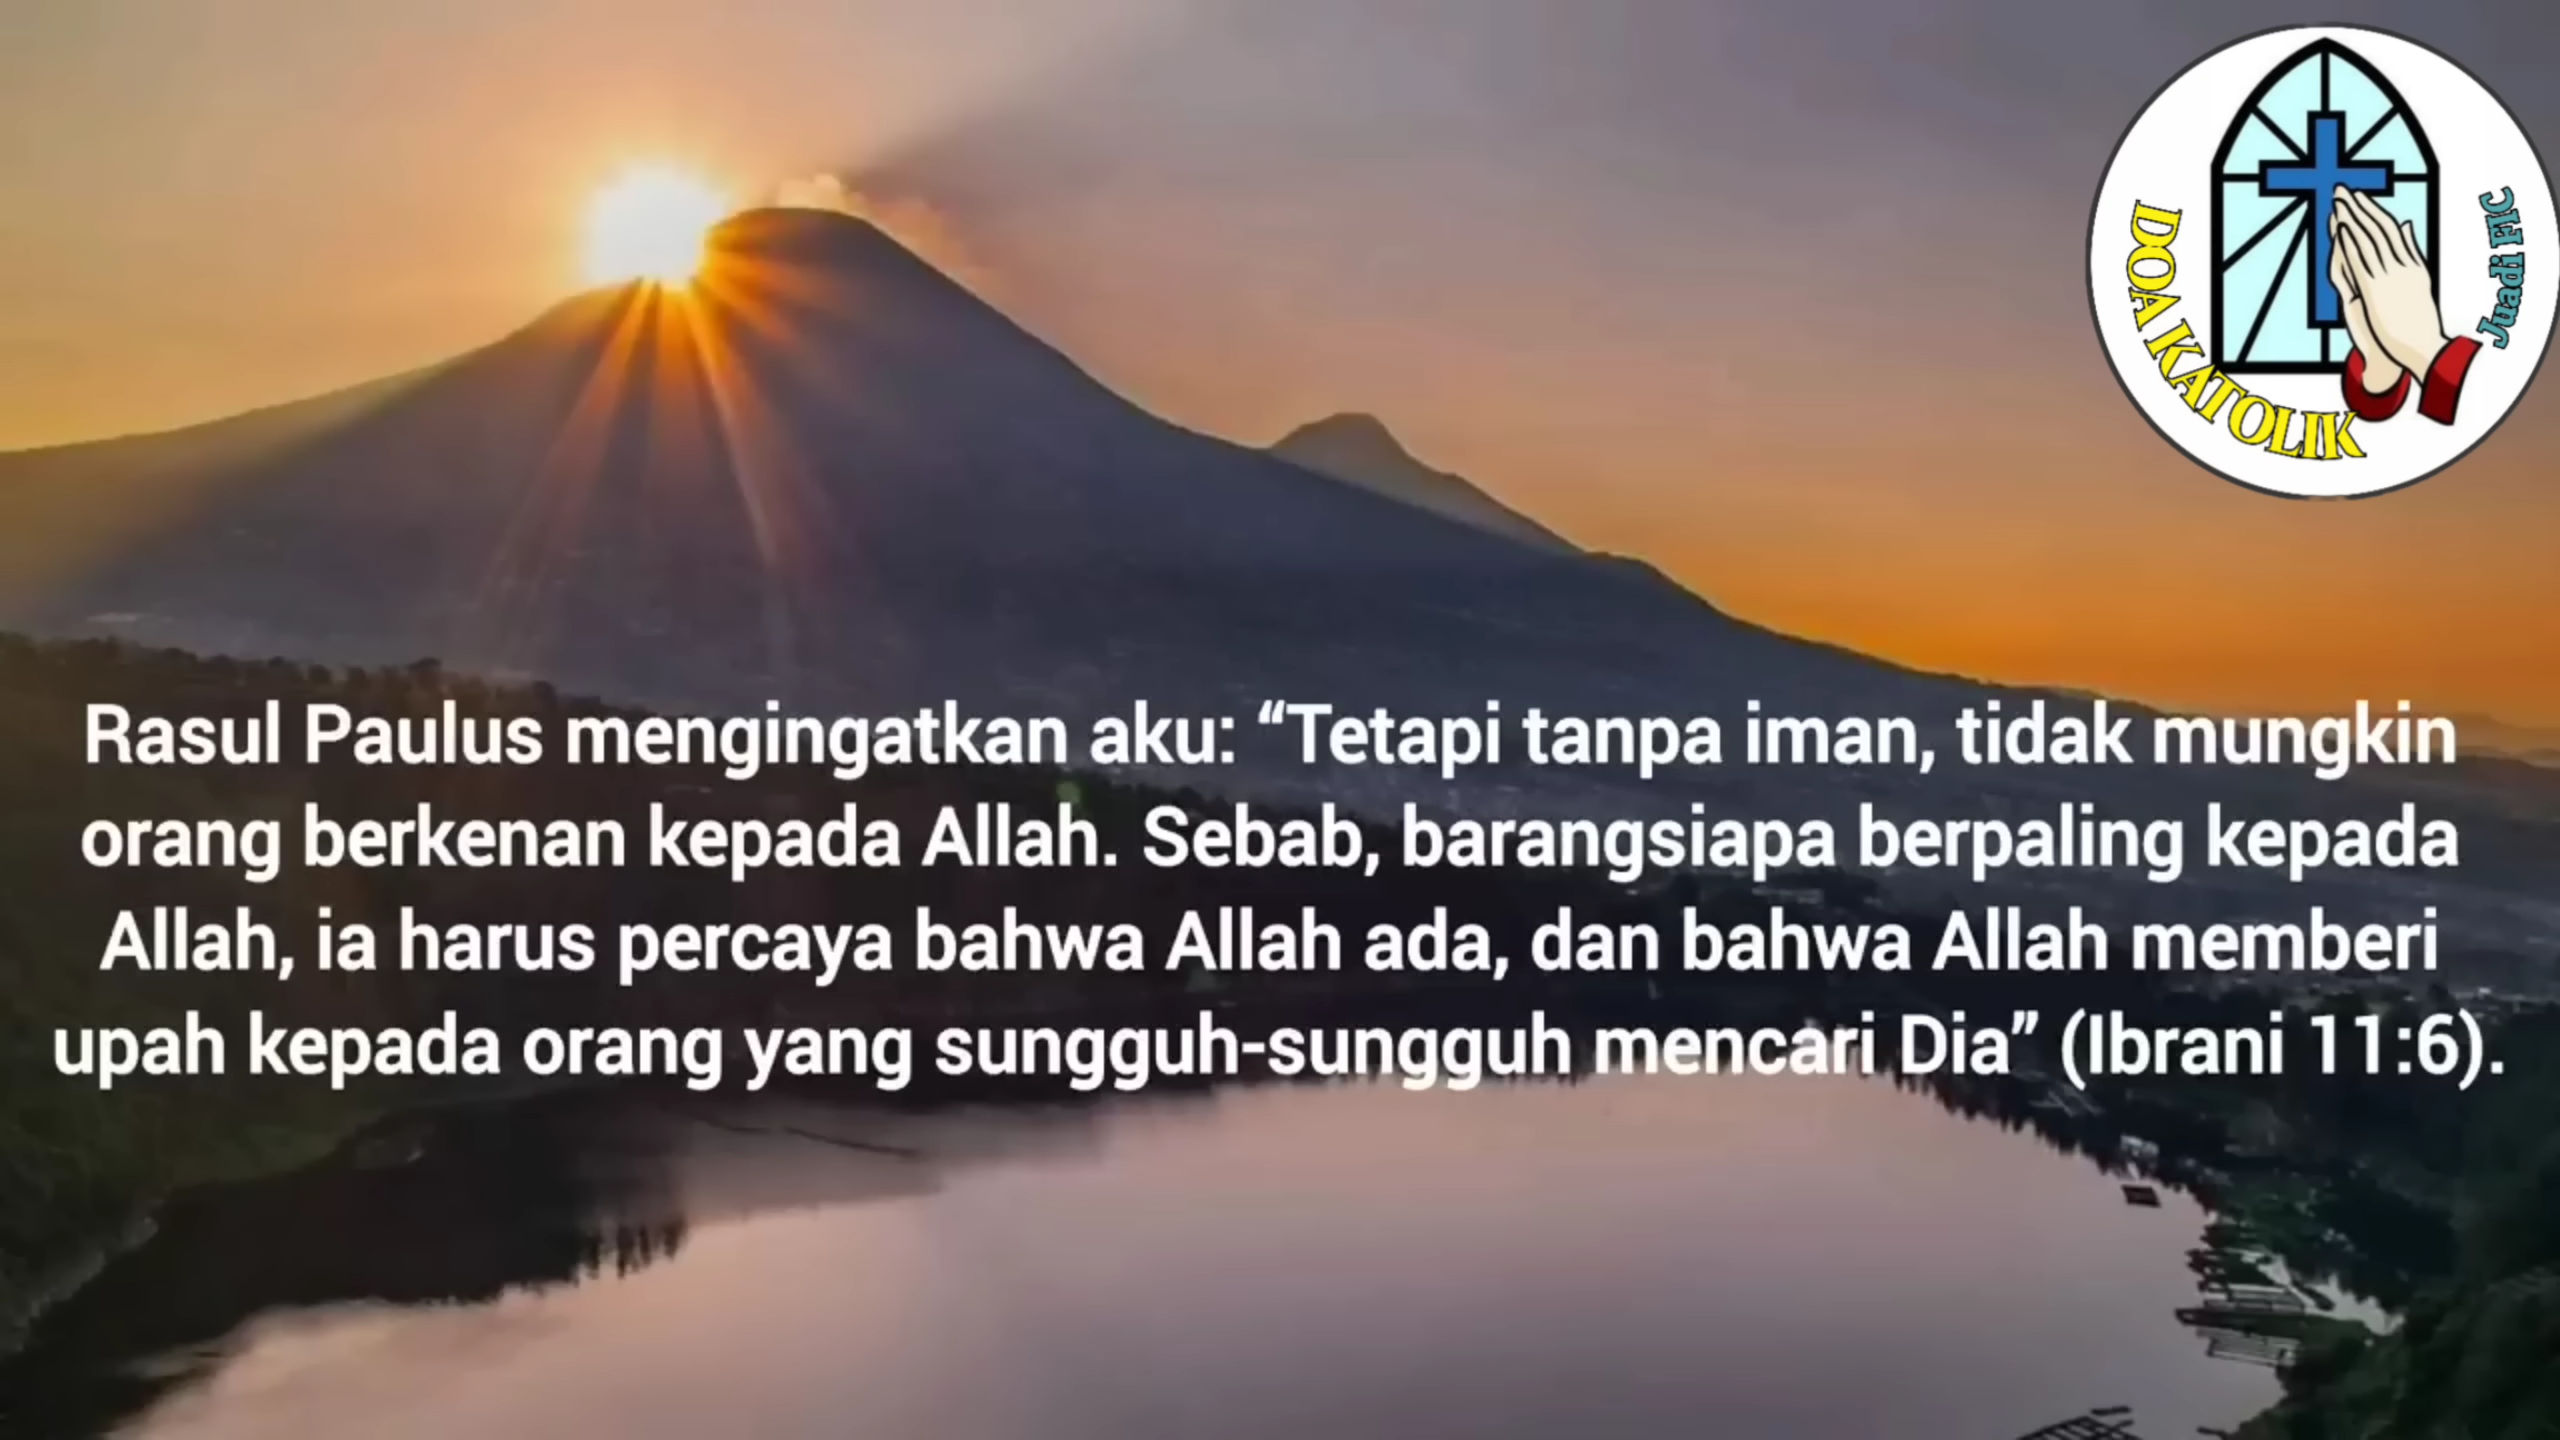 DOA KATOLIK
Juadi FIC
Rasul Paulus mengingatkan aku: “Tetapi tanpa iman, tidak mungkin
orang berkenan kepada Allah. Sebab, barangsiapa berpaling kepada
Allah, ia harus percaya bahwa Allah ada, dan bahwa Allah memberi
upah kepada orang yang sungguh-sungguh mencari Dia” (Ibrani 11:6).